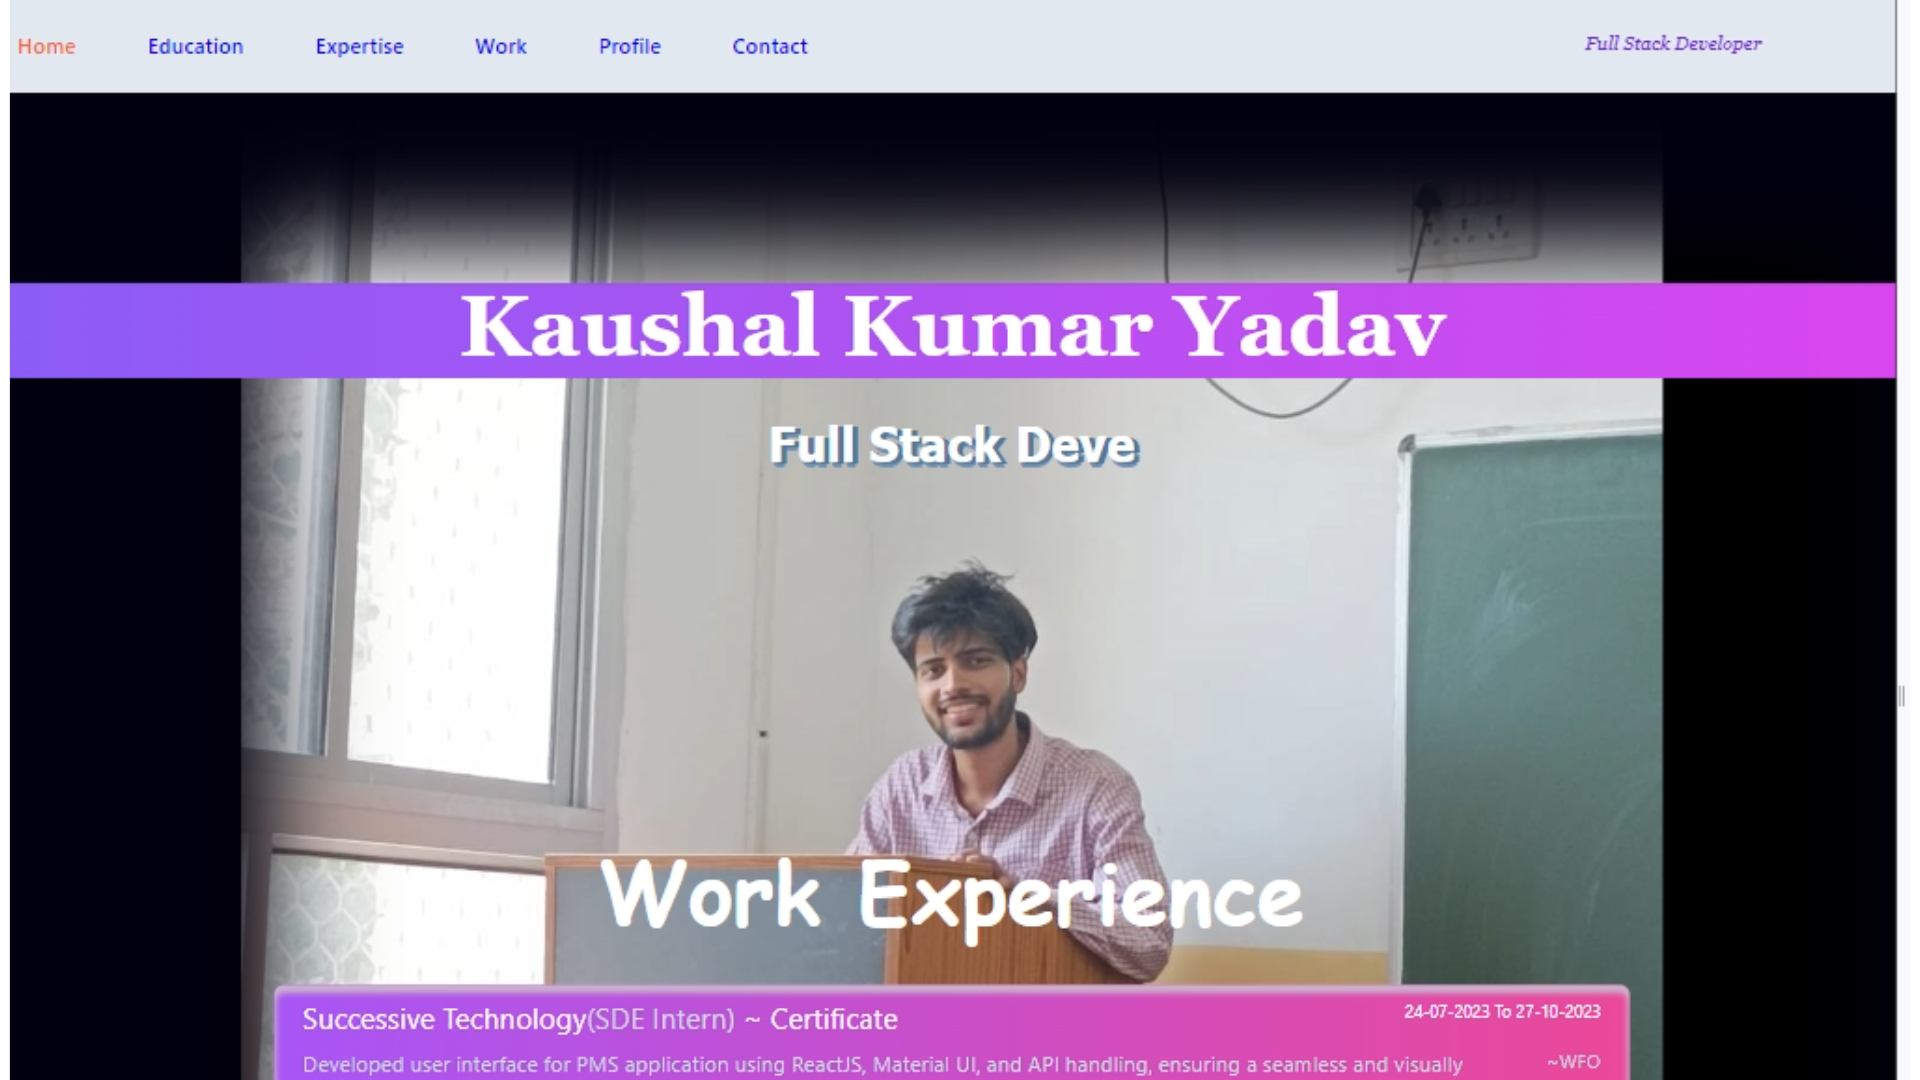 Home Education Expertise Work Profile Contact Full Stack Developer
Kaushal Kumar Yadav
Full Stack Deve
Work Experience
Successive Technology(SDE Intern) ~ Certificate 24-07-2023 To 27-10-2023
Developed user interface for PMS application using ReactJS, Material UI, and API handling, ensuring a seamless and visually ~WFO